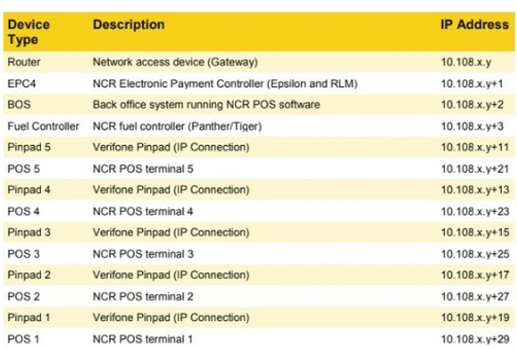 Device Type Description IP Address
Router Network access device (Gateway) 10.108.x.y
EPC4 NCR Electronic Payment Controller (Epsilon and RLM) 10.108.x.y+1
BOS Back office system running NCR POS software 10.108.x.y+2
Fuel Controller NCR fuel controller (Panther/Tiger) 10.108.x.y+3
Pinpad 5 Verifone Pinpad (IP Connection) 10.108.x.y+11
POS 5 NCR POS terminal 5 10.108.x.y+21
Pinpad 4 Verifone Pinpad (IP Connection) 10.108.x.y+13
POS 4 NCR POS terminal 4 10.108.x.y+23
Pinpad 3 Verifone Pinpad (IP Connection) 10.108.x.y+15
POS 3 NCR POS terminal 3 10.108.x.y+25
Pinpad 2 Verifone Pinpad (IP Connection) 10.108.x.y+17
POS 2 NCR POS terminal 2 10.108.x.y+27
Pinpad 1 Verifone Pinpad (IP Connection) 10.108.x.y+19
POS 1 NCR POS terminal 1 10.108.x.y+29